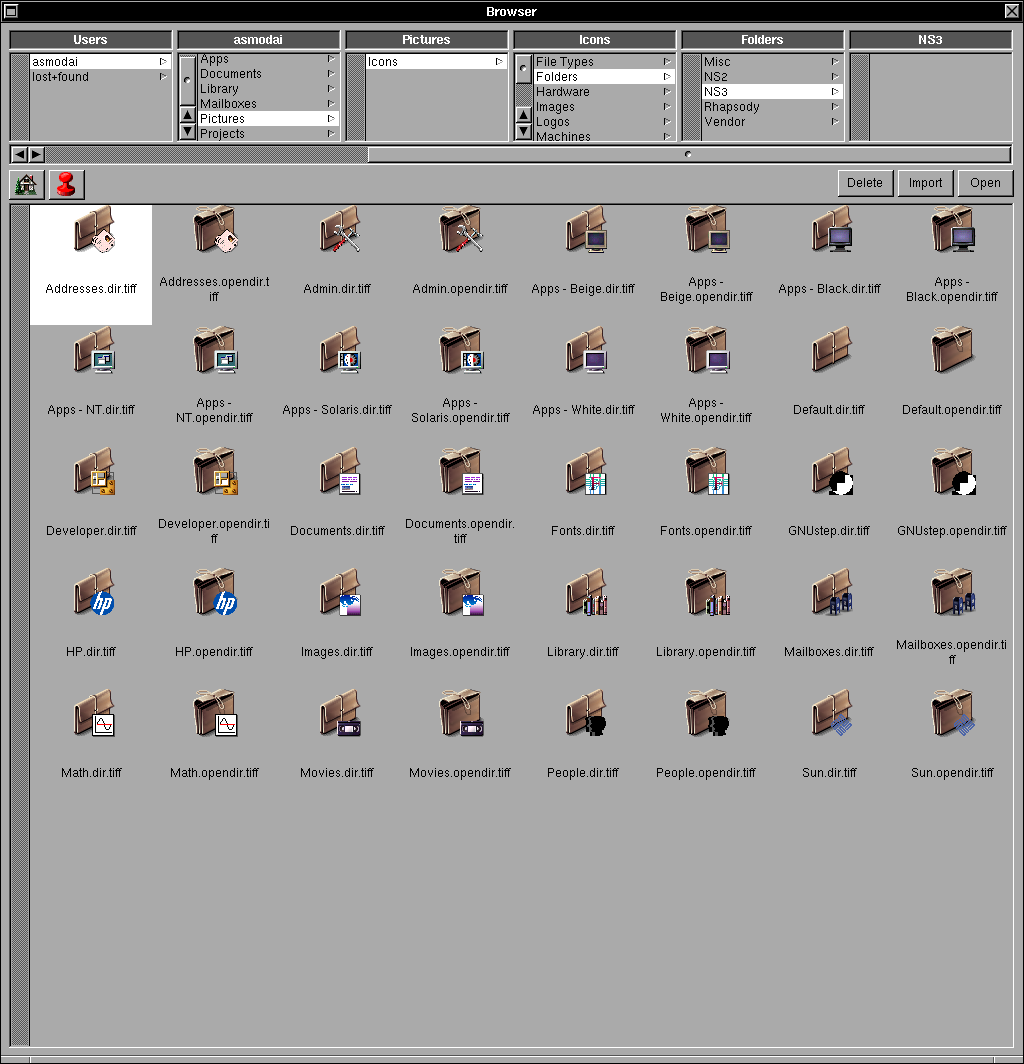 Browser
Users
asmodai
Pictures
Icons
Folders
NS3
asmodai
lost+found
Apps
Documents
Library
Mailboxes
Pictures
Projects
Icons
File Types
Folders
Hardware
Images
Logos
Machines
Misc
NS2
NS3
Rhapsody
Vendor
Delete
Import
Open
Addresses.dir.tiff
Addresses.opendir.t
iff
Admin.dir.tiff
Admin.opendir.tiff
Apps - Beige.dir.tiff
Apps -
Beige.opendir.tiff
Apps - Black.dir.tiff
Apps -
Black.opendir.tiff
Apps - NT.dir.tiff
Apps -
NT.opendir.tiff
Apps - Solaris.dir.tiff
Apps -
Solaris.opendir.tiff
Apps - White.dir.tiff
Apps -
White.opendir.tiff
Default.dir.tiff
Default.opendir.tiff
Developer.dir.tiff
Developer.opendir.ti
ff
Documents.dir.tiff
Documents.opendir.
tiff
Fonts.dir.tiff
Fonts.opendir.tiff
GNUstep.dir.tiff
GNUstep.opendir.tiff
hp
hp
HP.dir.tiff
HP.opendir.tiff
Images.dir.tiff
Images.opendir.tiff
Library.dir.tiff
Library.opendir.tiff
Mailboxes.dir.tiff
Mailboxes.opendir.ti
ff
Math.dir.tiff
Math.opendir.tiff
Movies.dir.tiff
Movies.opendir.tiff
People.dir.tiff
People.opendir.tiff
Sun.dir.tiff
Sun.opendir.tiff